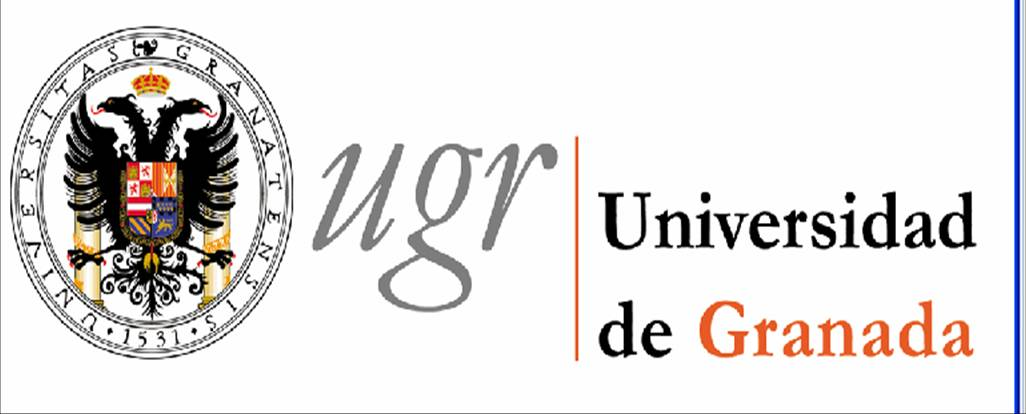 UNIVERSITAS GRANATENSIS
• 1531 •
ugr
Universidad
de Granada